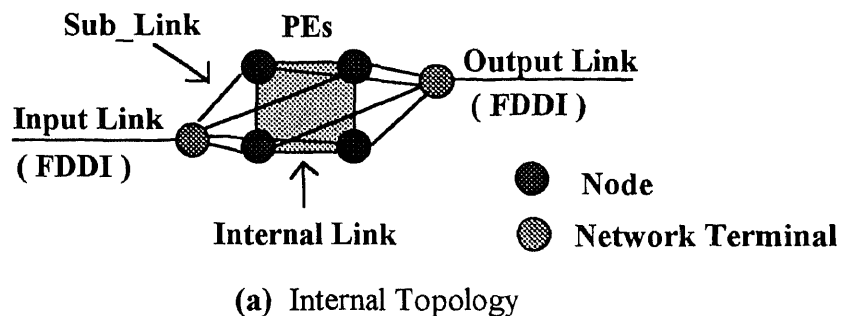 Sub_Link
PEs
Output Link
( FDDI )
Input Link
( FDDI )
Node
Internal Link
Network Terminal
(a) Internal Topology